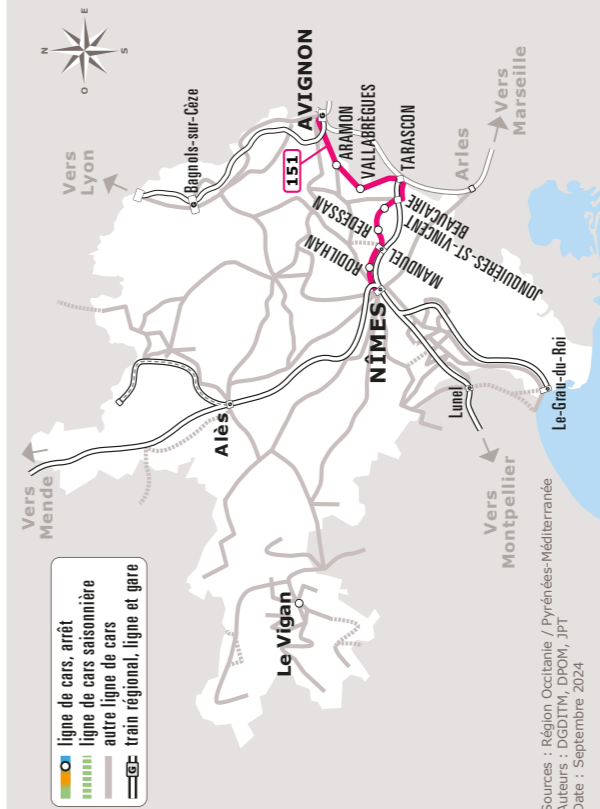 ligne de cars, arrêt
ligne de cars saisonnière
autre ligne de cars
G train régional, ligne et gare
N
E
S
O
Vers
Mende
Vers
Lyon
Bagnols-sur-Cèze
Alès
Le Vigan
151
AVIGNON
ARAMON
VALLABRÈGUES
TARASCON
BEAUCAIRE
JONQUIÈRES-ST-VINCENT
REDESSAN
MANDUEL
RODILHAN
NÎMES
Arles
Vers
Marseille
Lunel
Le-Grau-du-Roi
Vers
Montpellier
Sources : Région Occitanie / Pyrénées-Méditerranée
Auteurs : DGDITM, DPOM, JPT
Date : Septembre 2024